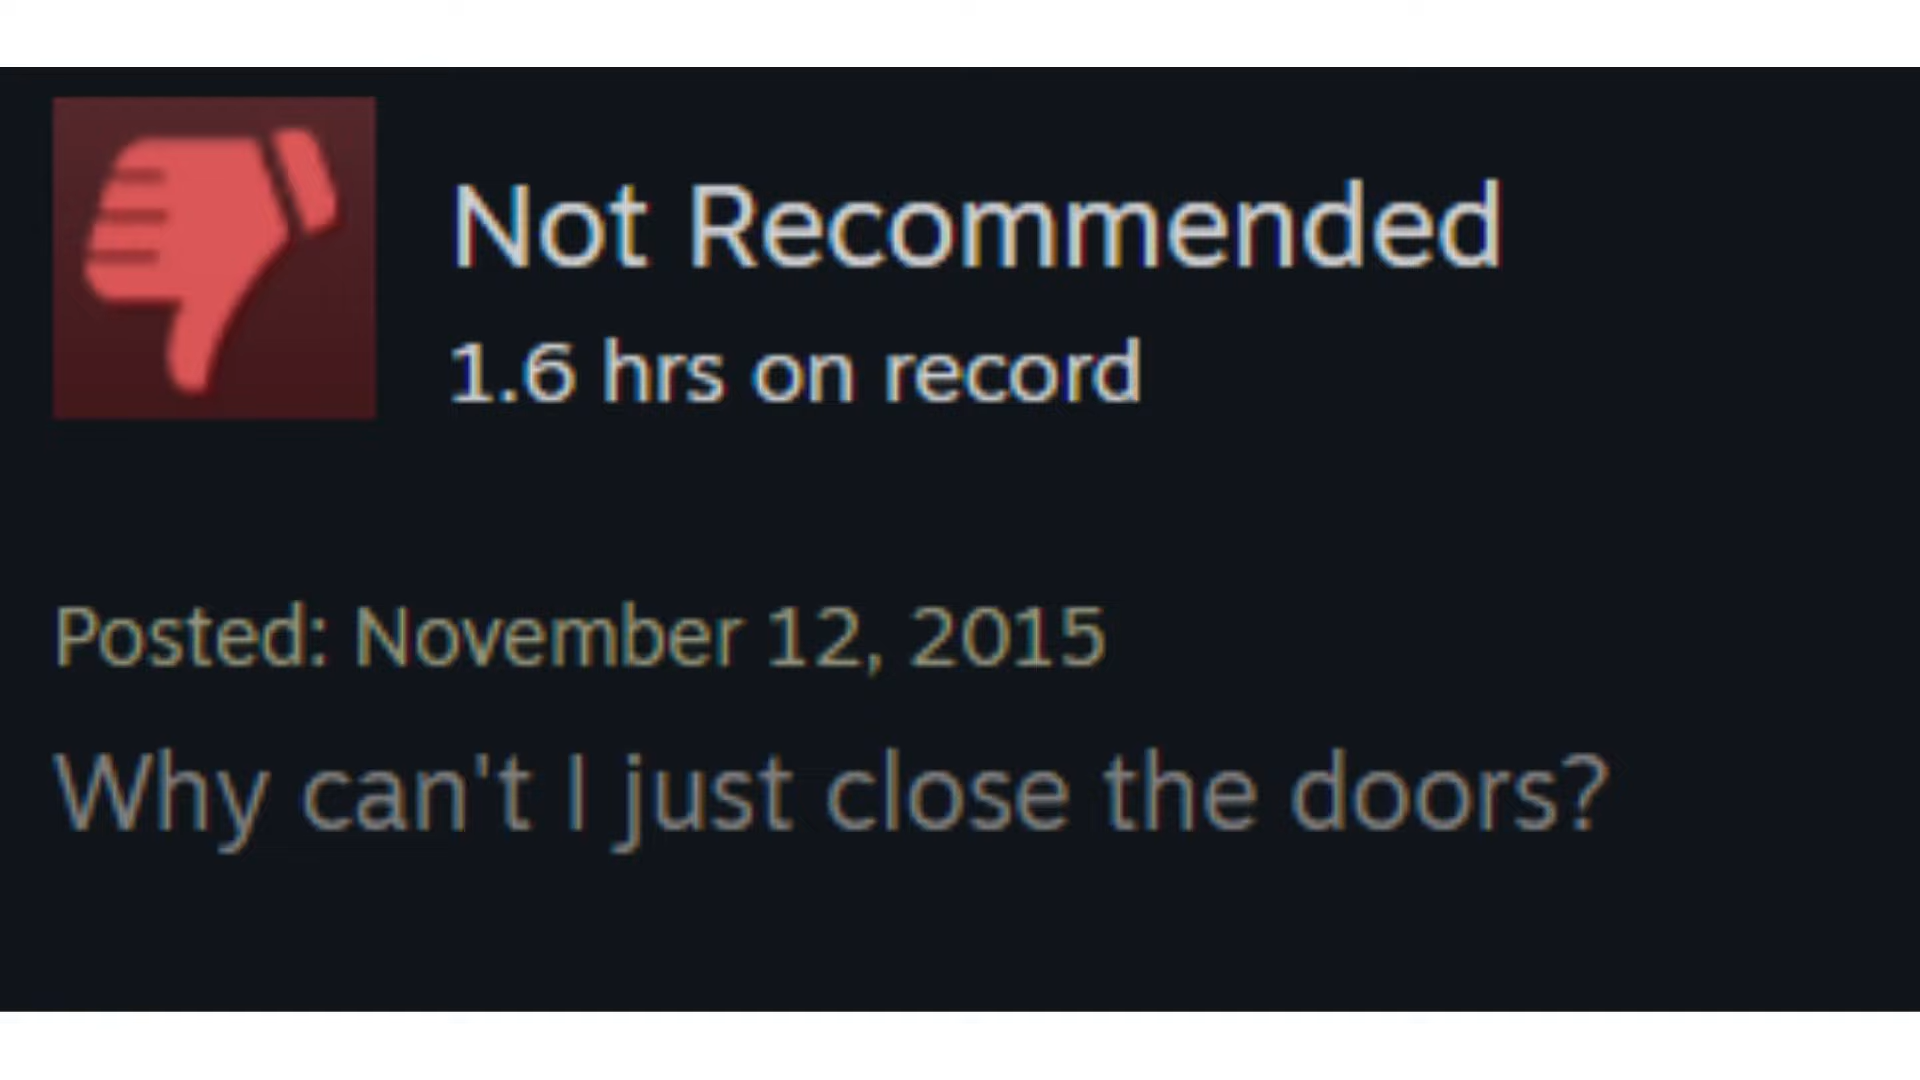 Not Recommended
1.6 hrs on record
Posted: November 12, 2015
Why can't I just close the doors?